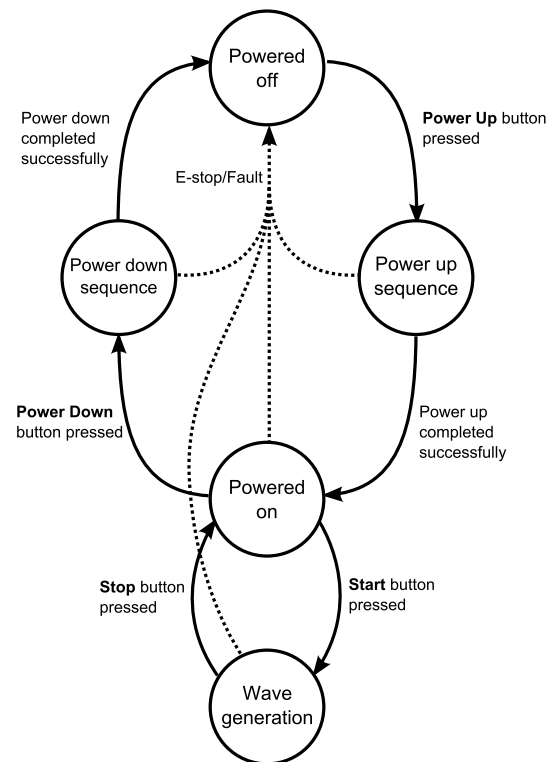 Powered
off
Power down
completed
successfully
Power Up button
pressed
E-stop/Fault
Power down
sequence
Power up
sequence
Power Down
button pressed
Power up
completed
successfully
Powered
on
Stop button
pressed
Start button
pressed
Wave
generation